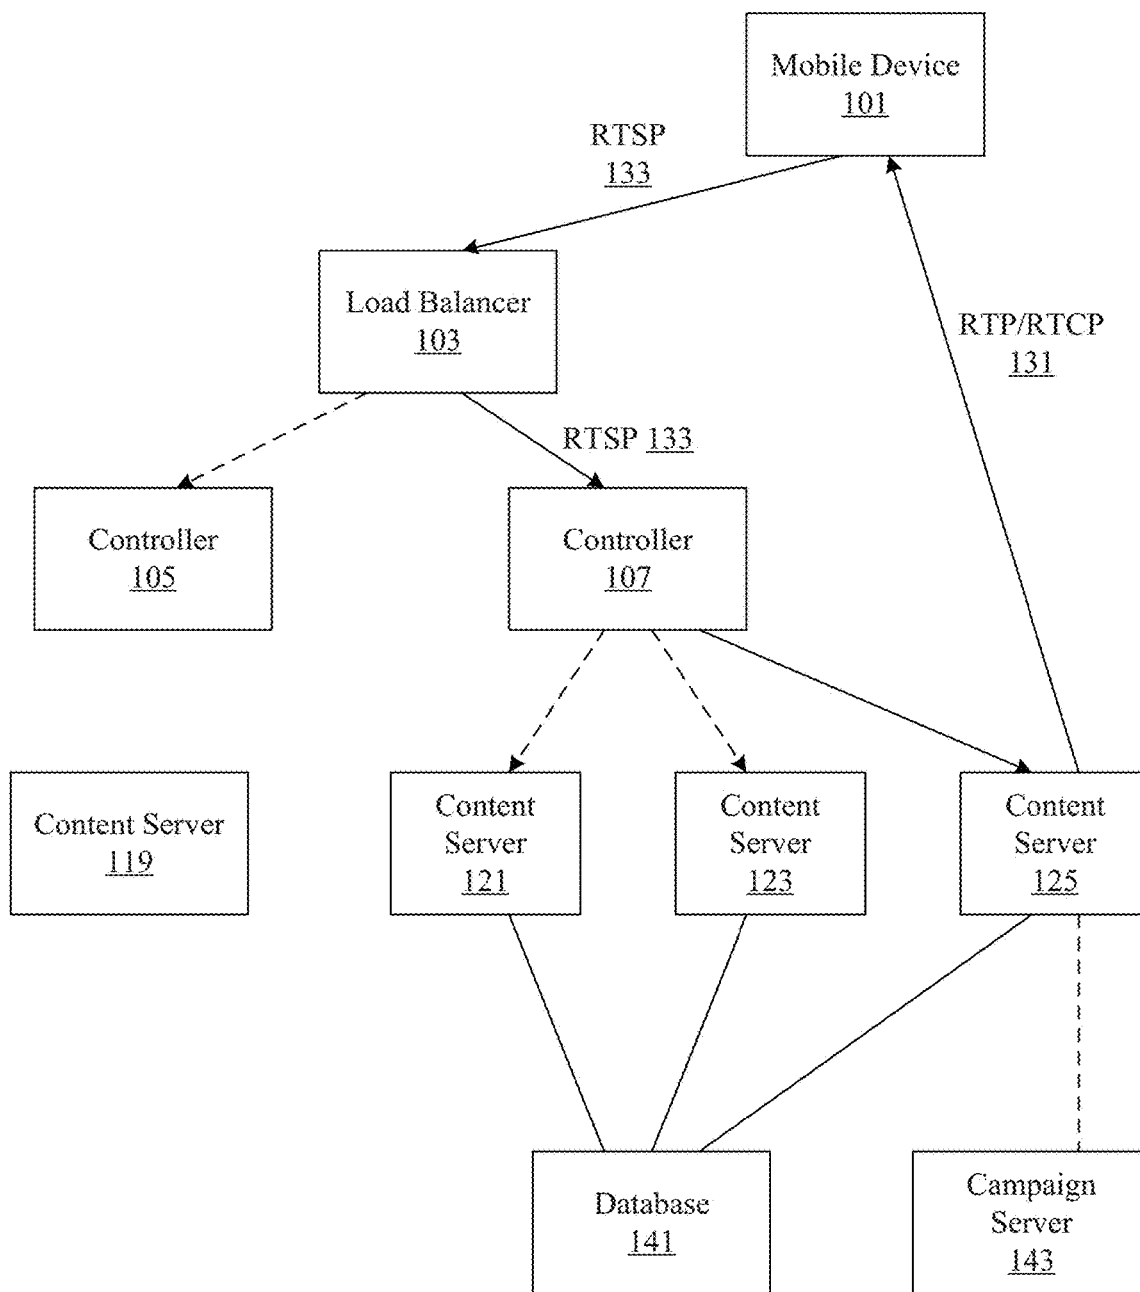 Mobile Device
101
RTSP
133
Load Balancer
103
RTP/RTCP
131
RTSP 133
Controller
105
Controller
107
Content Server
119
Content
Server
121
Content
Server
123
Content
Server
125
Database
141
Campaign
Server
143